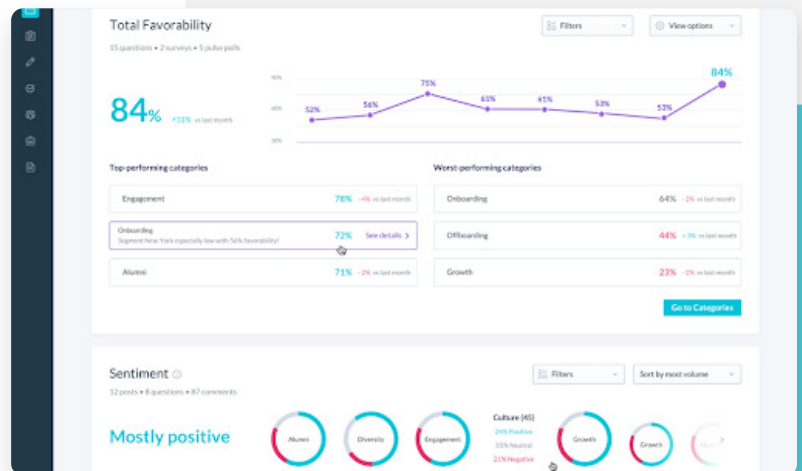 Total Favorability
Filters
View options
15 questions • 2 surveys • 5 pulse polls
90%
60%
30%
52%
56%
75%
61%
61%
53%
53%
84%
84%
+31% vs last month
Top-performing categories
Worst-performing categories
Engagement
78% -4% vs last month
Onboarding
64% -2% vs last month
Onboarding
Segment New York especially low with 56% favorability!
72% See details
Offboarding
44% +3% vs last month
Alumni
71% -2% vs last month
Growth
23% -2% vs last month
Go to Categories
Sentiment
Filters
Sort by most volume
12 posts • 8 questions • 87 comments
Mostly positive
Alumni
Diversity
Engagement
Culture (45)
24% Positive
55% Neutral
21% Negative
Growth
Growth